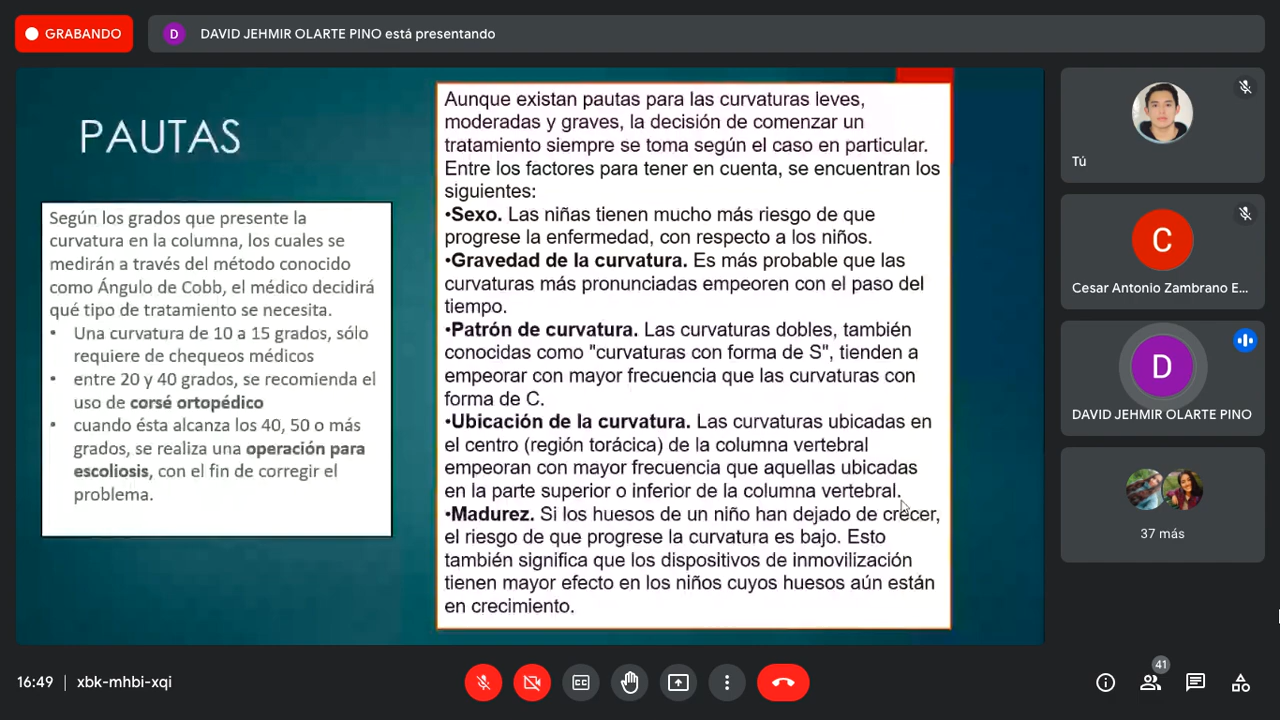 GRABANDO
D
DAVID JEHMIR OLARTE PINO está presentando
PAUTAS
Según los grados que presente la
curvatura en la columna, los cuales se
medirán a través del método conocido
como Ángulo de Cobb, el médico decidirá
qué tipo de tratamiento se necesita.
• Una curvatura de 10 a 15 grados, sólo
requiere de chequeos médicos
• entre 20 y 40 grados, se recomienda el
uso de corsé ortopédico
• cuando ésta alcanza los 40, 50 o más
grados, se realiza una operación para
escoliosis, con el fin de corregir el
problema.
Aunque existan pautas para las curvaturas leves,
moderadas y graves, la decisión de comenzar un
tratamiento siempre se toma según el caso en particular.
Entre los factores para tener en cuenta, se encuentran los
siguientes:
•Sexo. Las niñas tienen mucho más riesgo de que
progrese la enfermedad, con respecto a los niños.
•Gravedad de la curvatura. Es más probable que las
curvaturas más pronunciadas empeoren con el paso del
tiempo.
•Patrón de curvatura. Las curvaturas dobles, también
conocidas como "curvaturas con forma de S", tienden a
empeorar con mayor frecuencia que las curvaturas con
forma de C.
•Ubicación de la curvatura. Las curvaturas ubicadas en
el centro (región torácica) de la columna vertebral
empeoran con mayor frecuencia que aquellas ubicadas
en la parte superior o inferior de la columna vertebral.
•Madurez. Si los huesos de un niño han dejado de crecer,
el riesgo de que progrese la curvatura es bajo. Esto
también significa que los dispositivos de inmovilización
tienen mayor efecto en los niños cuyos huesos aún están
en crecimiento.
Tú
C
Cesar Antonio Zambrano E...
D
DAVID JEHMIR OLARTE PINO
37 más
16:49 | xbk-mhbi-xqi
CC
41